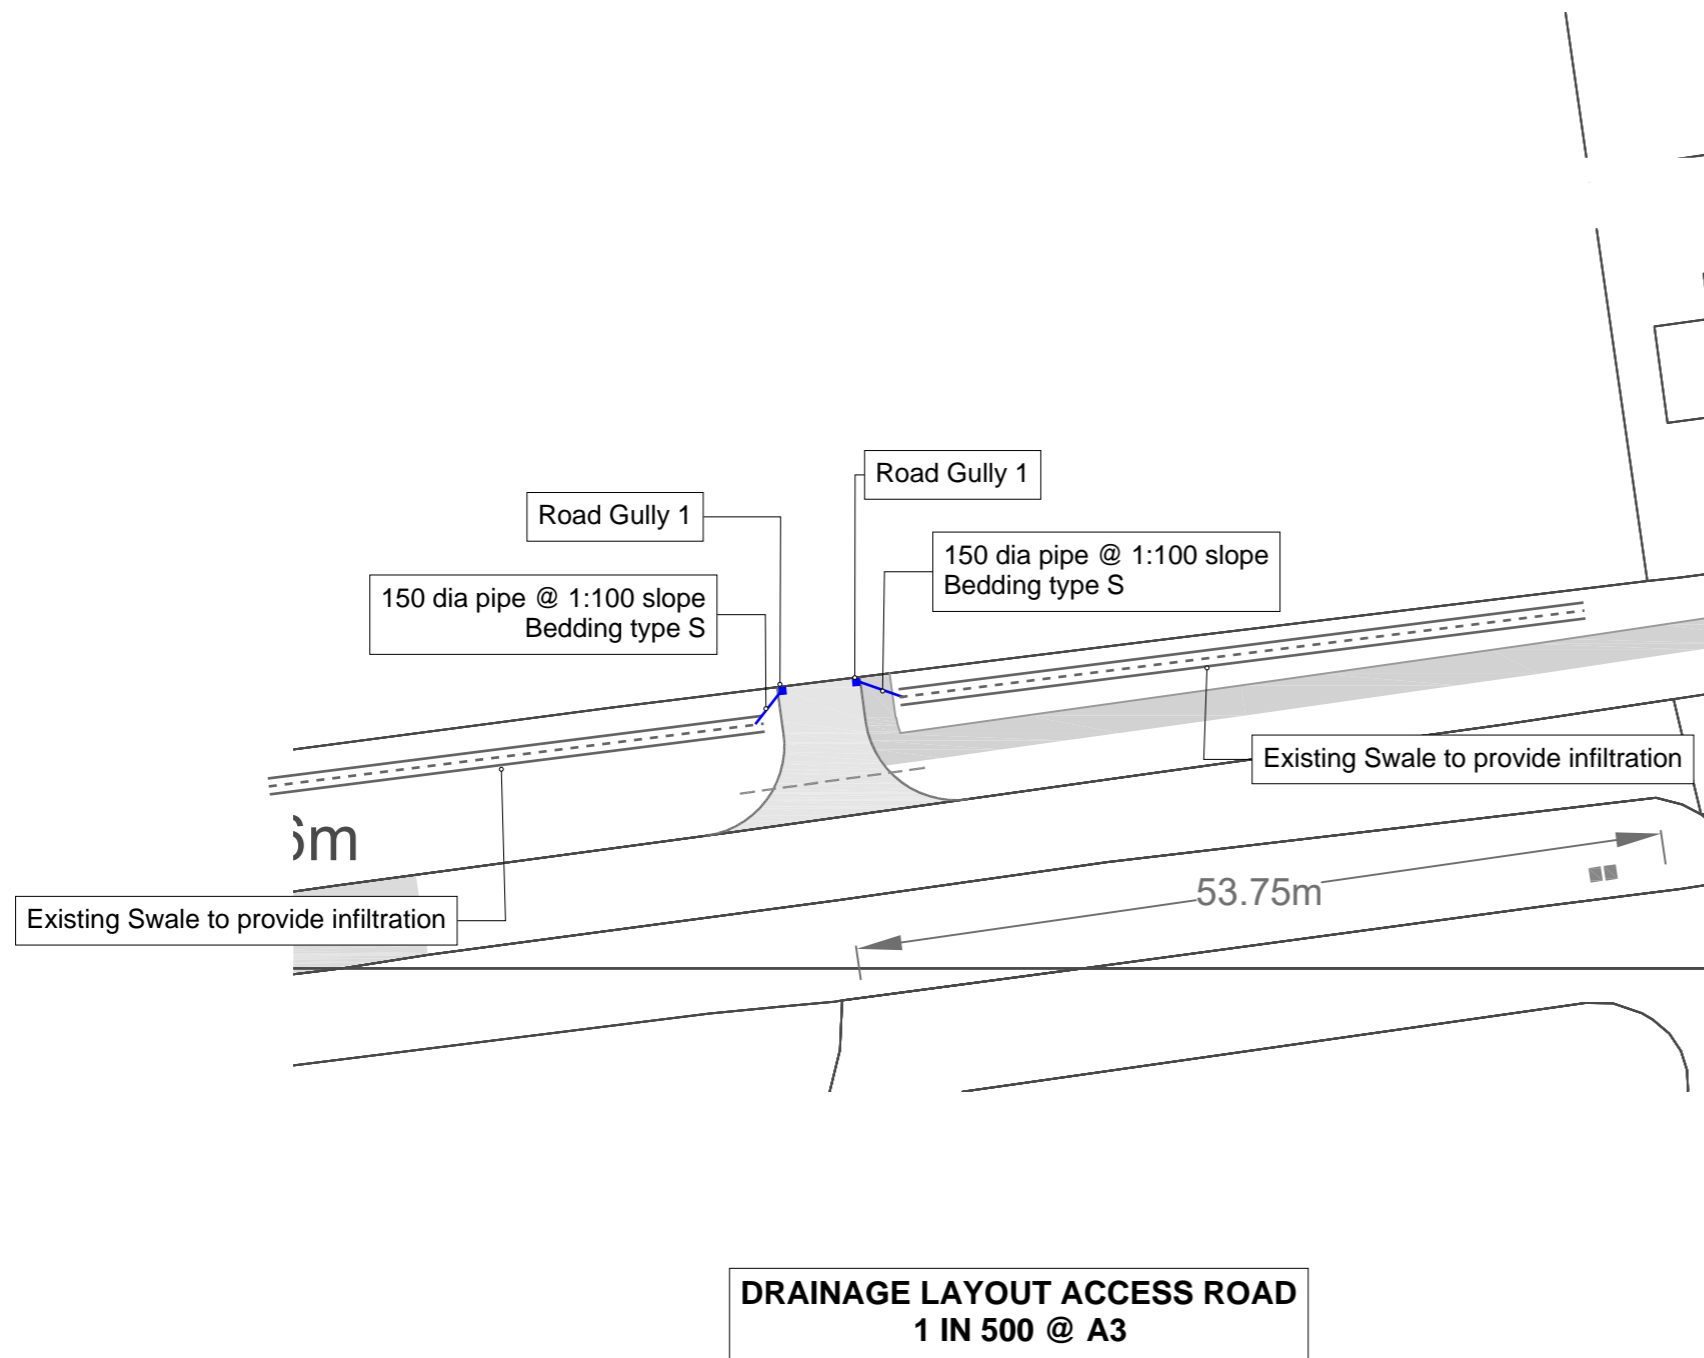 Road Gully 1
Road Gully 1
150 dia pipe @ 1:100 slope
Bedding type S
150 dia pipe @ 1:100 slope
Bedding type S
Existing Swale to provide infiltration
53.75m
Existing Swale to provide infiltration
DRAINAGE LAYOUT ACCESS ROAD
1 IN 500 @ A3